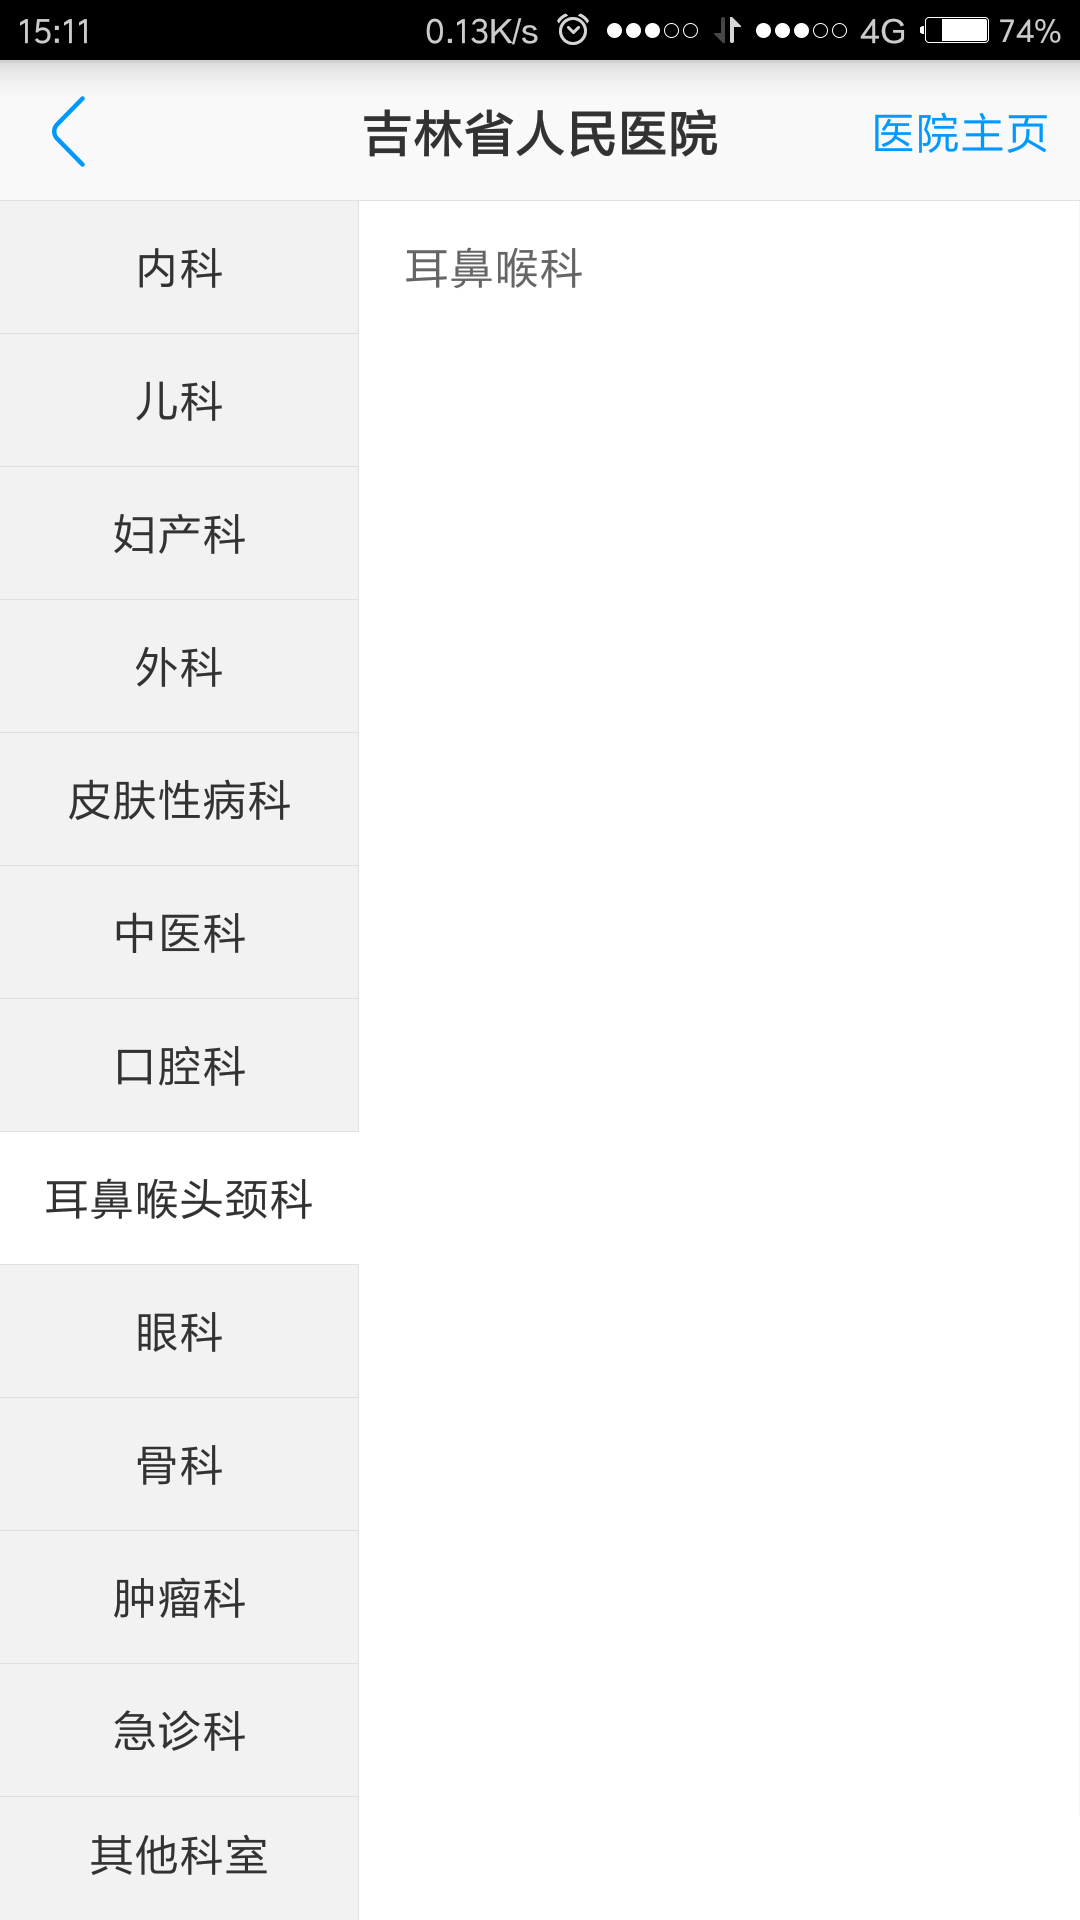 15:11 0.13K/s 4G 74%
吉林省人民医院 医院主页
内科
耳鼻喉科
儿科
妇产科
外科
皮肤性病科
中医科
口腔科
耳鼻喉头颈科
眼科
骨科
肿瘤科
急诊科
其他科室